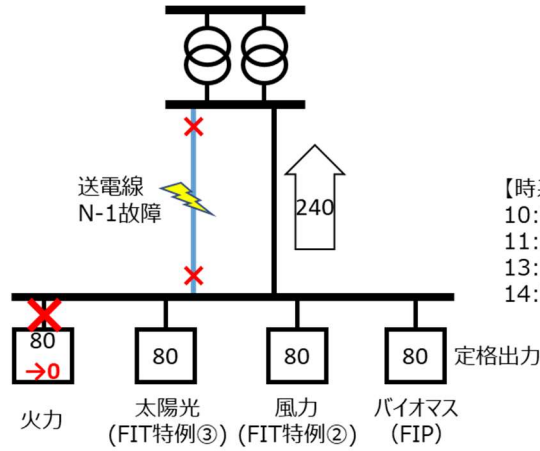 送電線
N-1故障
240
【時
10:
11:
13:
14:
80
→0
80
80
80
定格出力
火力
太陽光
(FIT特例③)
風力
(FIT特例②)
バイオマス
(FIP)